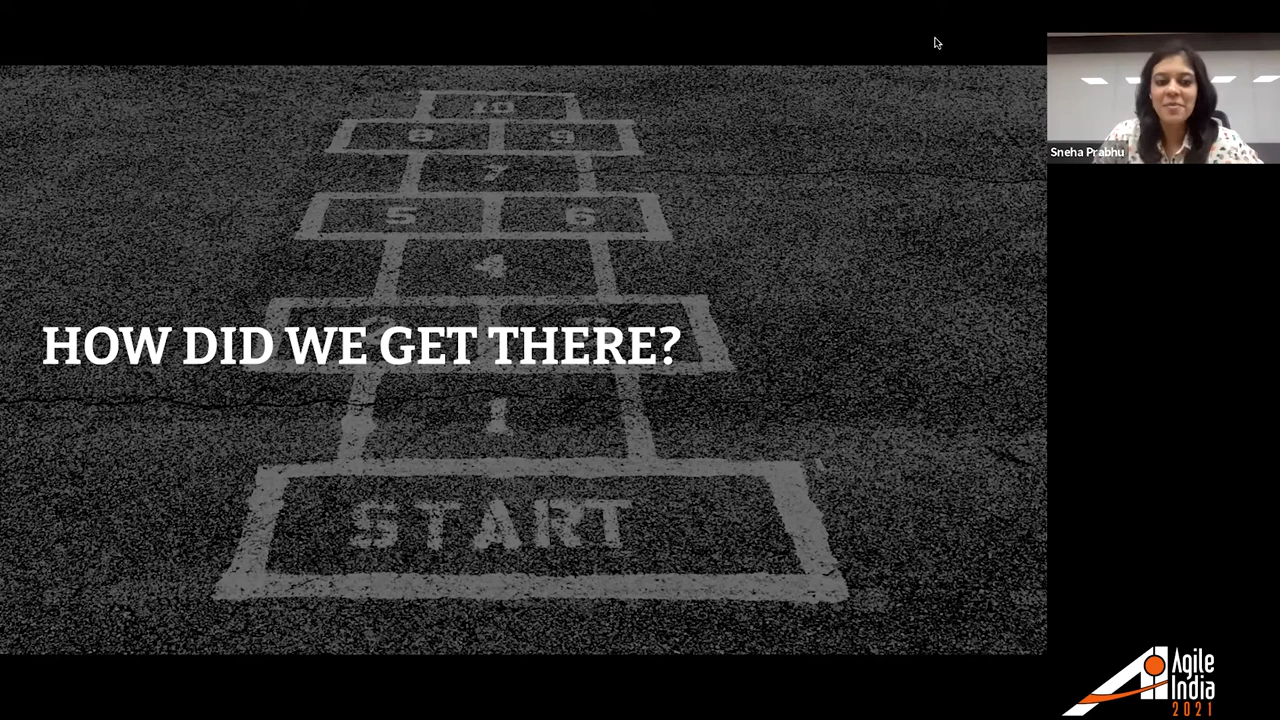 10
8 9
7
5 6
4
HOW DID WE GET THERE?
1
START
Sneha Prabhu
Agile
India
2021